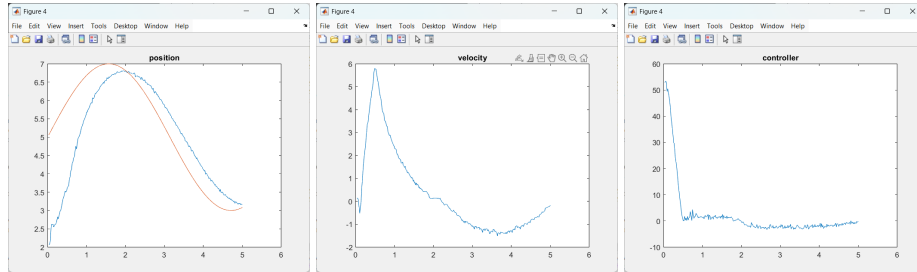 Figure 4
File Edit View Insert Tools Desktop Window Help
position
7
6.5
6
5.5
5
4.5
4
3.5
3
2.5
2
0 1 2 3 4 5 6
Figure 4
File Edit View Insert Tools Desktop Window Help
velocity
6
5
4
3
2
1
0
-1
-2
0 1 2 3 4 5 6
Figure 4
File Edit View Insert Tools Desktop Window Help
controller
60
50
40
30
20
10
0
-10
0 1 2 3 4 5 6